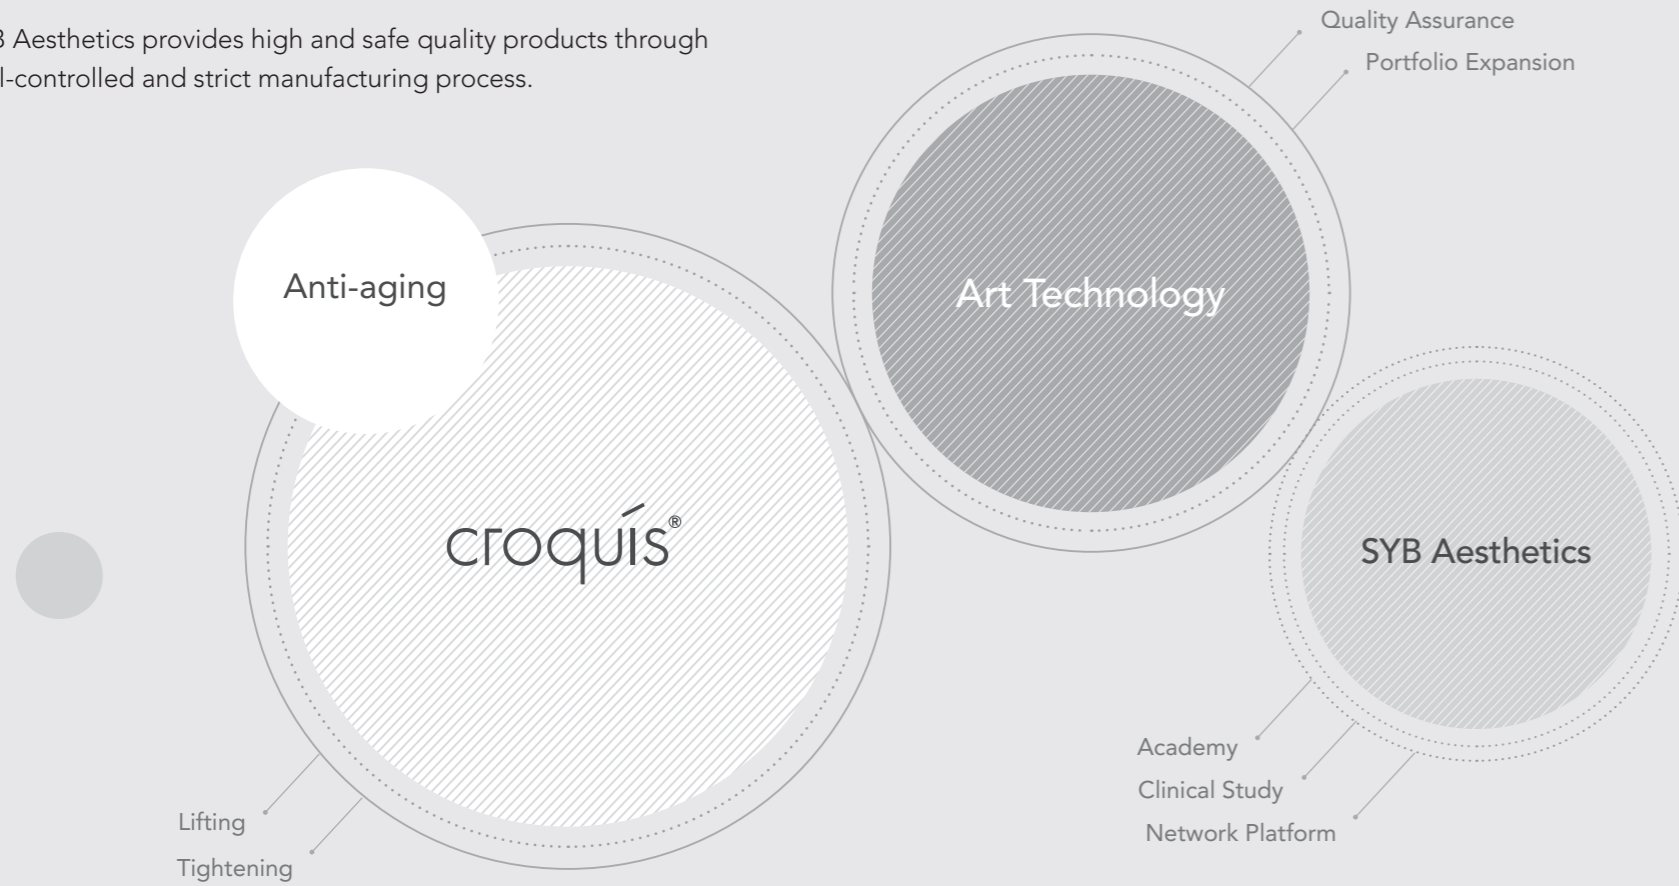 B Aesthetics provides high and safe quality products through
l-controlled and strict manufacturing process.
Quality Assurance
Portfolio Expansion
Anti-aging
Art Technology
croquís®
SYB Aesthetics
Academy
Clinical Study
Network Platform
Lifting
Tightening